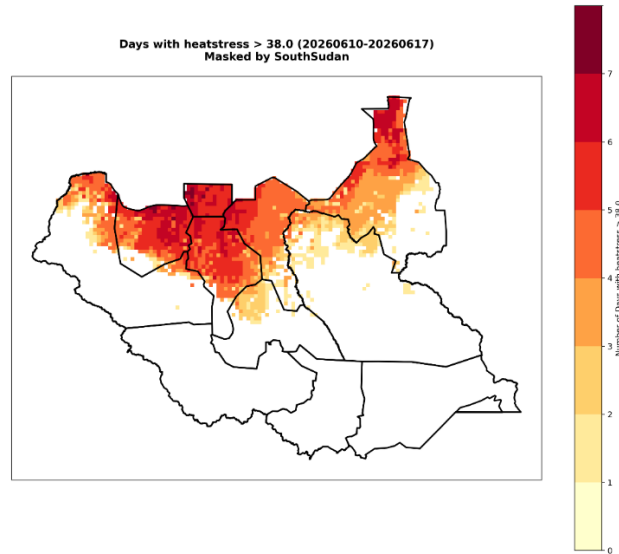 Days with heatstress > 38.0 (20260610-20260617)
Masked by SouthSudan
7
6
5
4
3
2
1
0
Number of Days with heatstress > 38.0